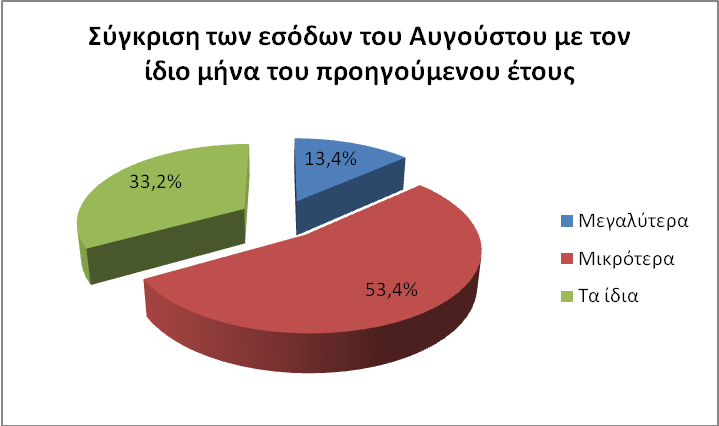 Σύγκριση των εσόδων του Αυγούστου με τον
ίδιο μήνα του προηγούμενου έτους
13,4%
33,2%
53,4%
Μεγαλύτερα
Μικρότερα
Τα ίδια